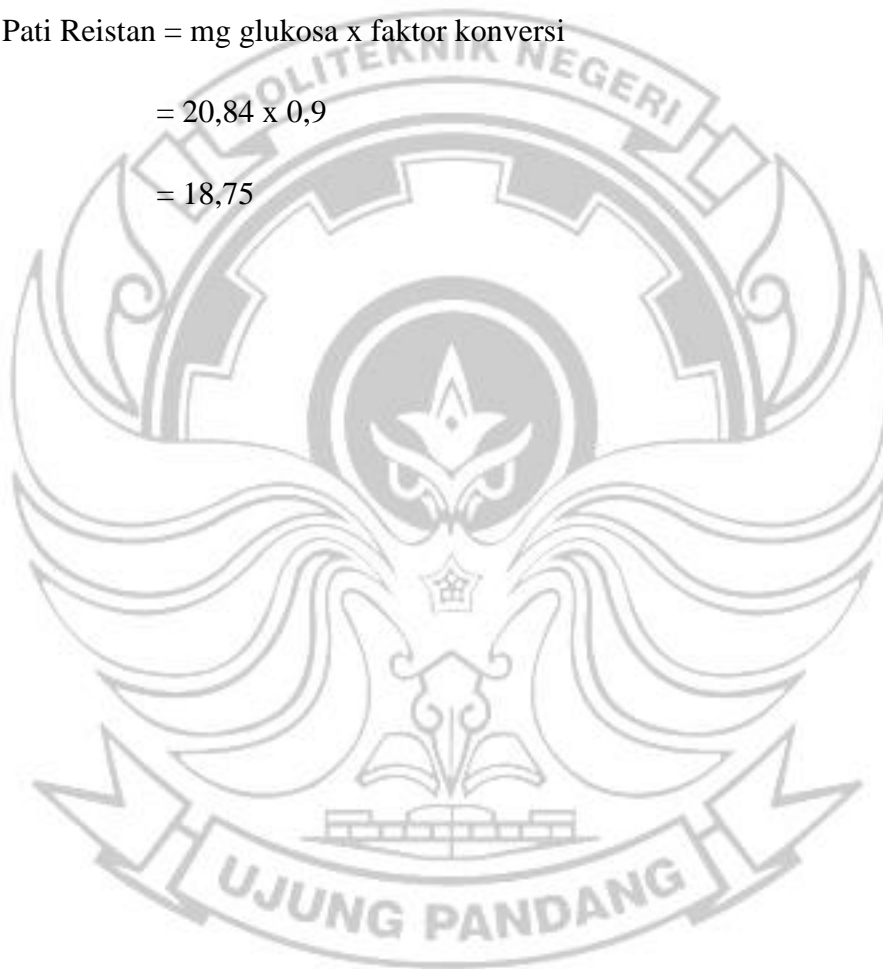 Pati Reistan = mg glukosa x faktor konversi
= 20,84 x 0,9
= 18,75
POLITEKNIK NEGERI
UJUNG PANDANG